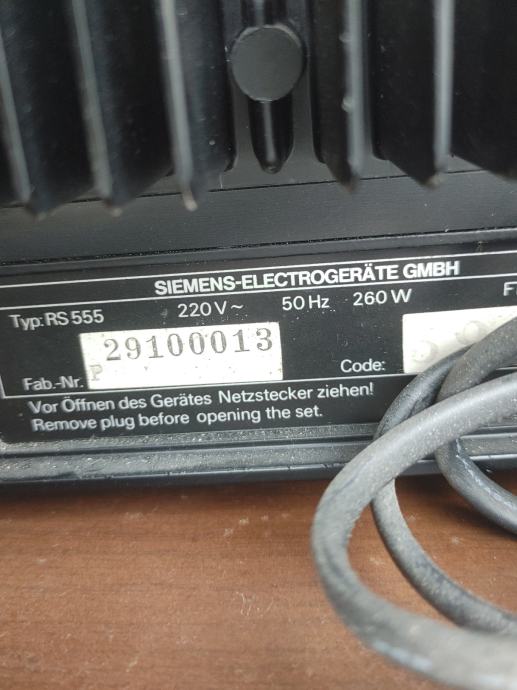 SIEMENS-ELECTROGERÄTE GMBH
Typ: RS 555 220 V~ 50 Hz 260 W
29100013
Fab.-Nr. P Code:
Vor Öffnen des Gerätes Netzstecker ziehen!
Remove plug before opening the set.